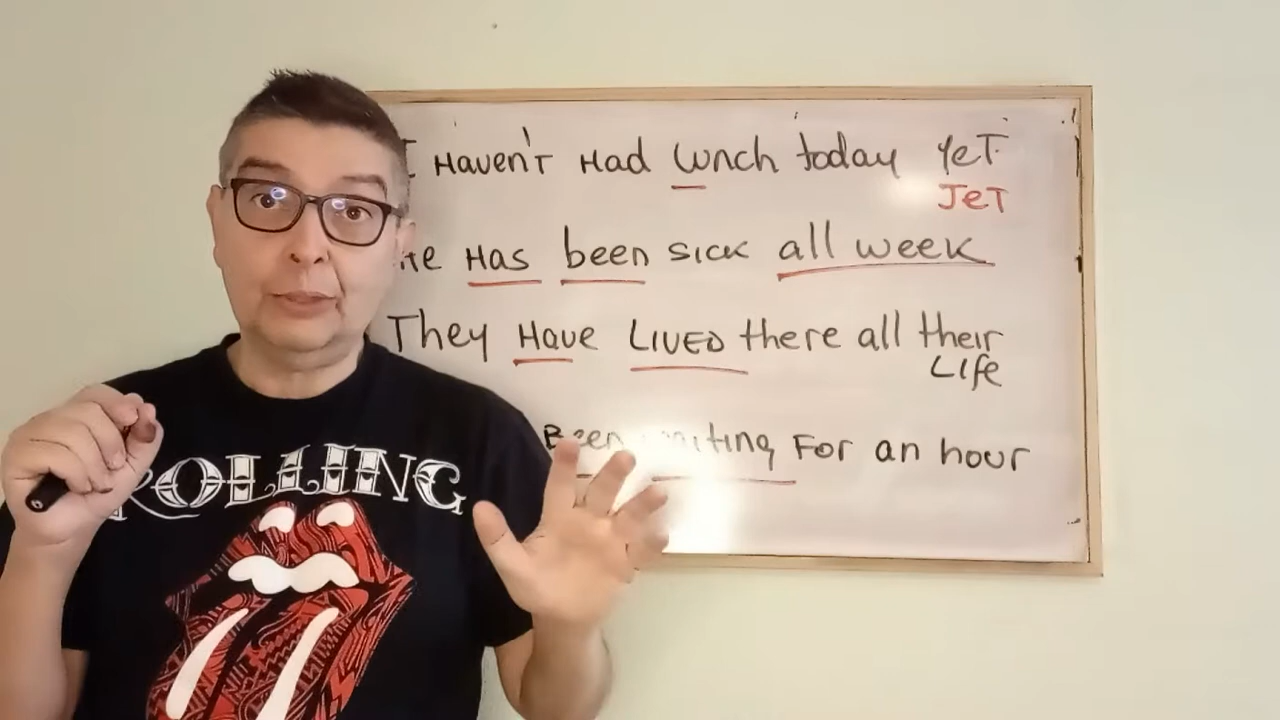 I Haven't Had Lunch today YeT
JeT
He Has been sick all week
They Have LIVED there all their
Life
Been waiting For an hour
ROLLING